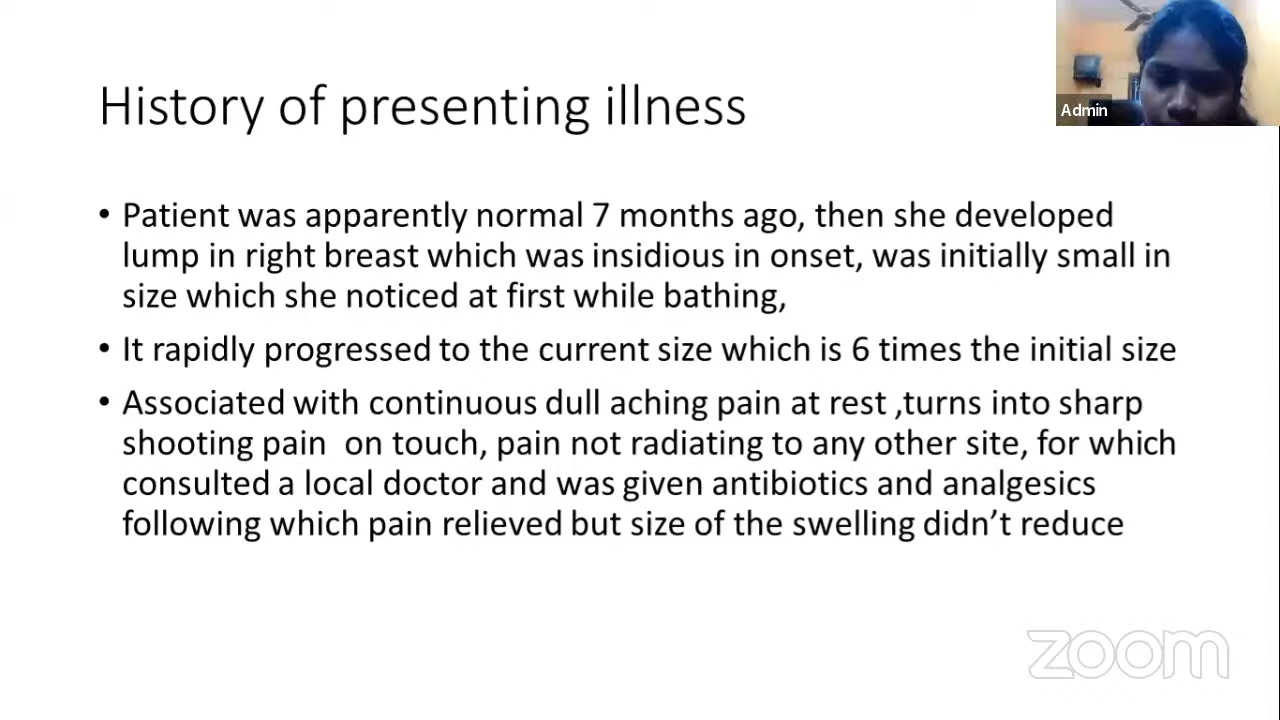 Admin
History of presenting illness
• Patient was apparently normal 7 months ago, then she developed
lump in right breast which was insidious in onset, was initially small in
size which she noticed at first while bathing,
• It rapidly progressed to the current size which is 6 times the initial size
• Associated with continuous dull aching pain at rest ,turns into sharp
shooting pain  on touch, pain not radiating to any other site, for which
consulted a local doctor and was given antibiotics and analgesics
following which pain relieved but size of the swelling didn’t reduce
zoom